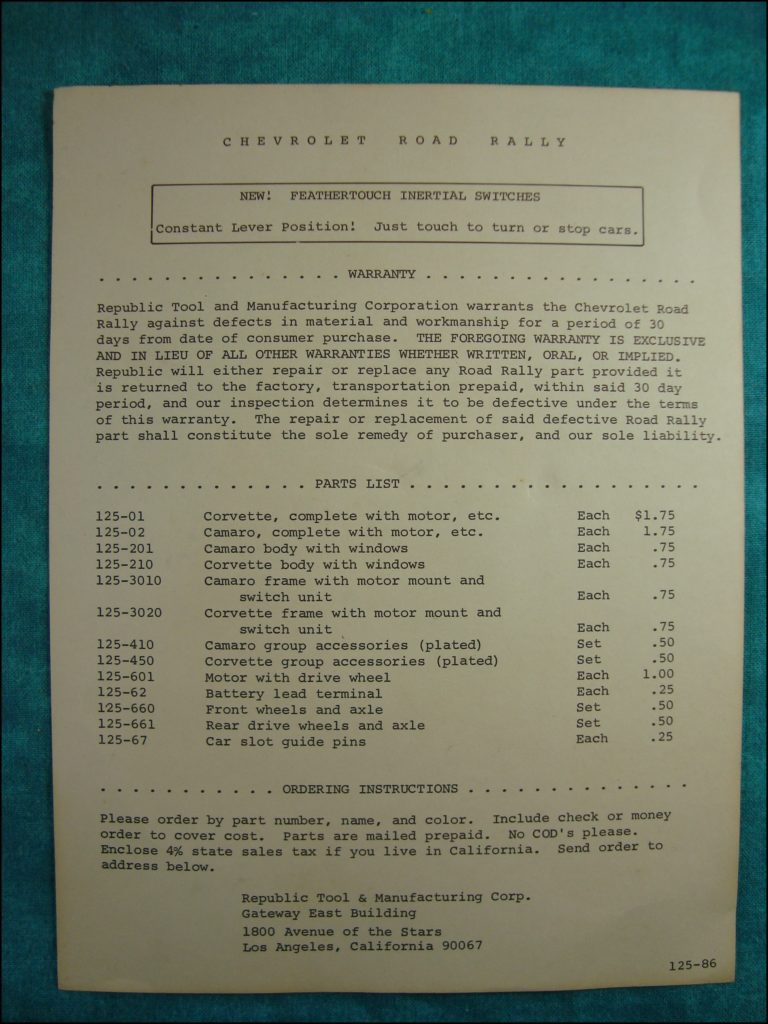 CHEVROLET ROAD RALLY
NEW! FEATHERTOUCH INERTIAL SWITCHES
Constant Lever Position! Just touch to turn or stop cars.
. . . . . . . . . . . . . . . WARRANTY . . . . . . . . . . . . . . . . .
Republic Tool and Manufacturing Corporation warrants the Chevrolet Road
Rally against defects in material and workmanship for a period of 30
days from date of consumer purchase. THE FOREGOING WARRANTY IS EXCLUSIVE
AND IN LIEU OF ALL OTHER WARRANTIES WHETHER WRITTEN, ORAL, OR IMPLIED.
Republic will either repair or replace any Road Rally part provided it
is returned to the factory, transportation prepaid, within said 30 day
period, and our inspection determines it to be defective under the terms
of this warranty. The repair or replacement of said defective Road Rally
part shall constitute the sole remedy of purchaser, and our sole liability.
. . . . . . . . . . . . . PARTS LIST . . . . . . . . . . . . . . . . . .
125-01 Corvette, complete with motor, etc. Each $1.75
125-02 Camaro, complete with motor, etc. Each 1.75
125-201 Camaro body with windows Each .75
125-210 Corvette body with windows Each .75
125-3010 Camaro frame with motor mount and
switch unit Each .75
125-3020 Corvette frame with motor mount and
switch unit Each .75
125-410 Camaro group accessories (plated) Set .50
125-450 Corvette group accessories (plated) Set .50
125-601 Motor with drive wheel Each 1.00
125-62 Battery lead terminal Each .25
125-660 Front wheels and axle Set .50
125-661 Rear drive wheels and axle Set .50
125-67 Car slot guide pins Each .25
. . . . . . . . . . . ORDERING INSTRUCTIONS . . . . . . . . . . . . . .
Please order by part number, name, and color. Include check or money
order to cover cost. Parts are mailed prepaid. No COD's please.
Enclose 4% state sales tax if you live in California. Send order to
address below.
Republic Tool & Manufacturing Corp.
Gateway East Building
1800 Avenue of the Stars
Los Angeles, California 90067
125-86